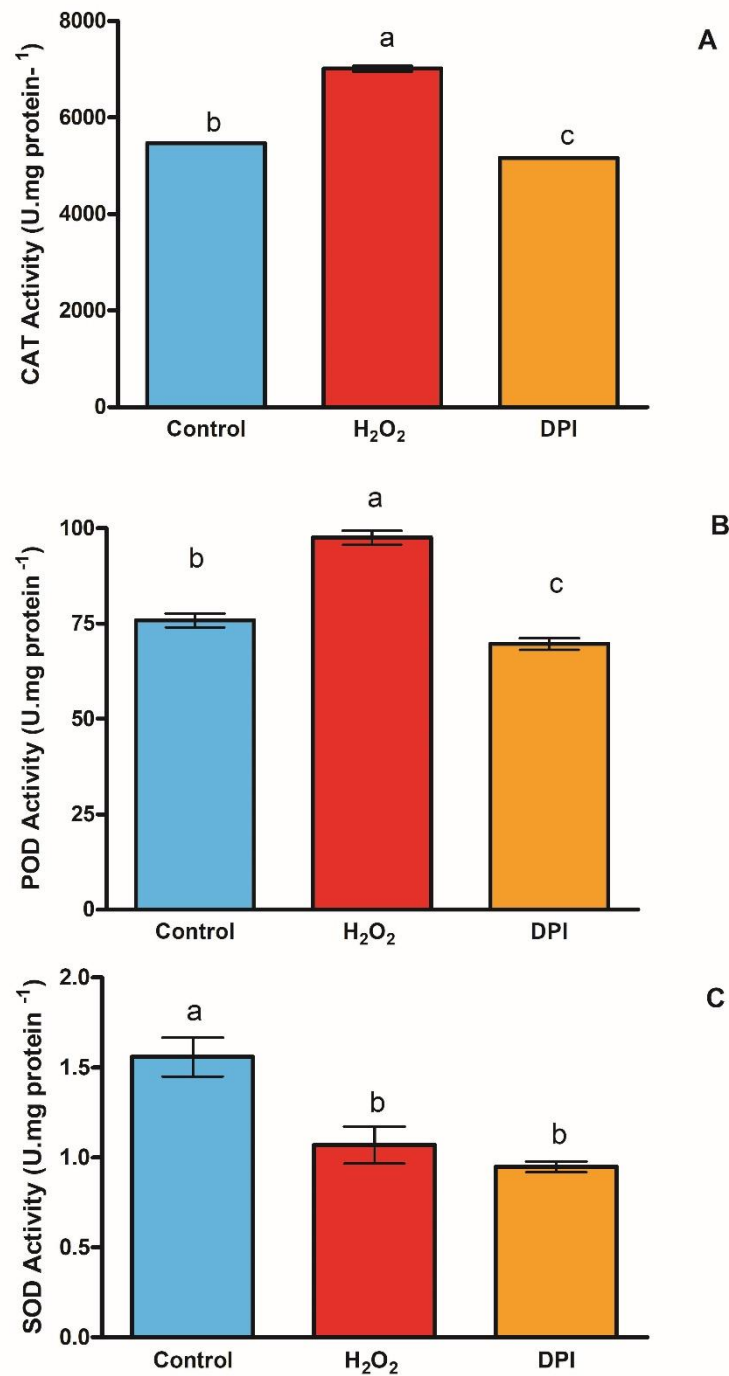 A
CAT Activity (U.mg protein- ¹)
8000
6000
4000
2000
0
b
a
c
Control
H₂O₂
DPI
B
POD Activity (U.mg protein ⁻¹)
100
75
50
25
0
b
a
c
Control
H₂O₂
DPI
C
SOD Activity (U.mg protein ⁻¹)
2.0
1.5
1.0
0.5
0.0
a
b
b
Control
H₂O₂
DPI